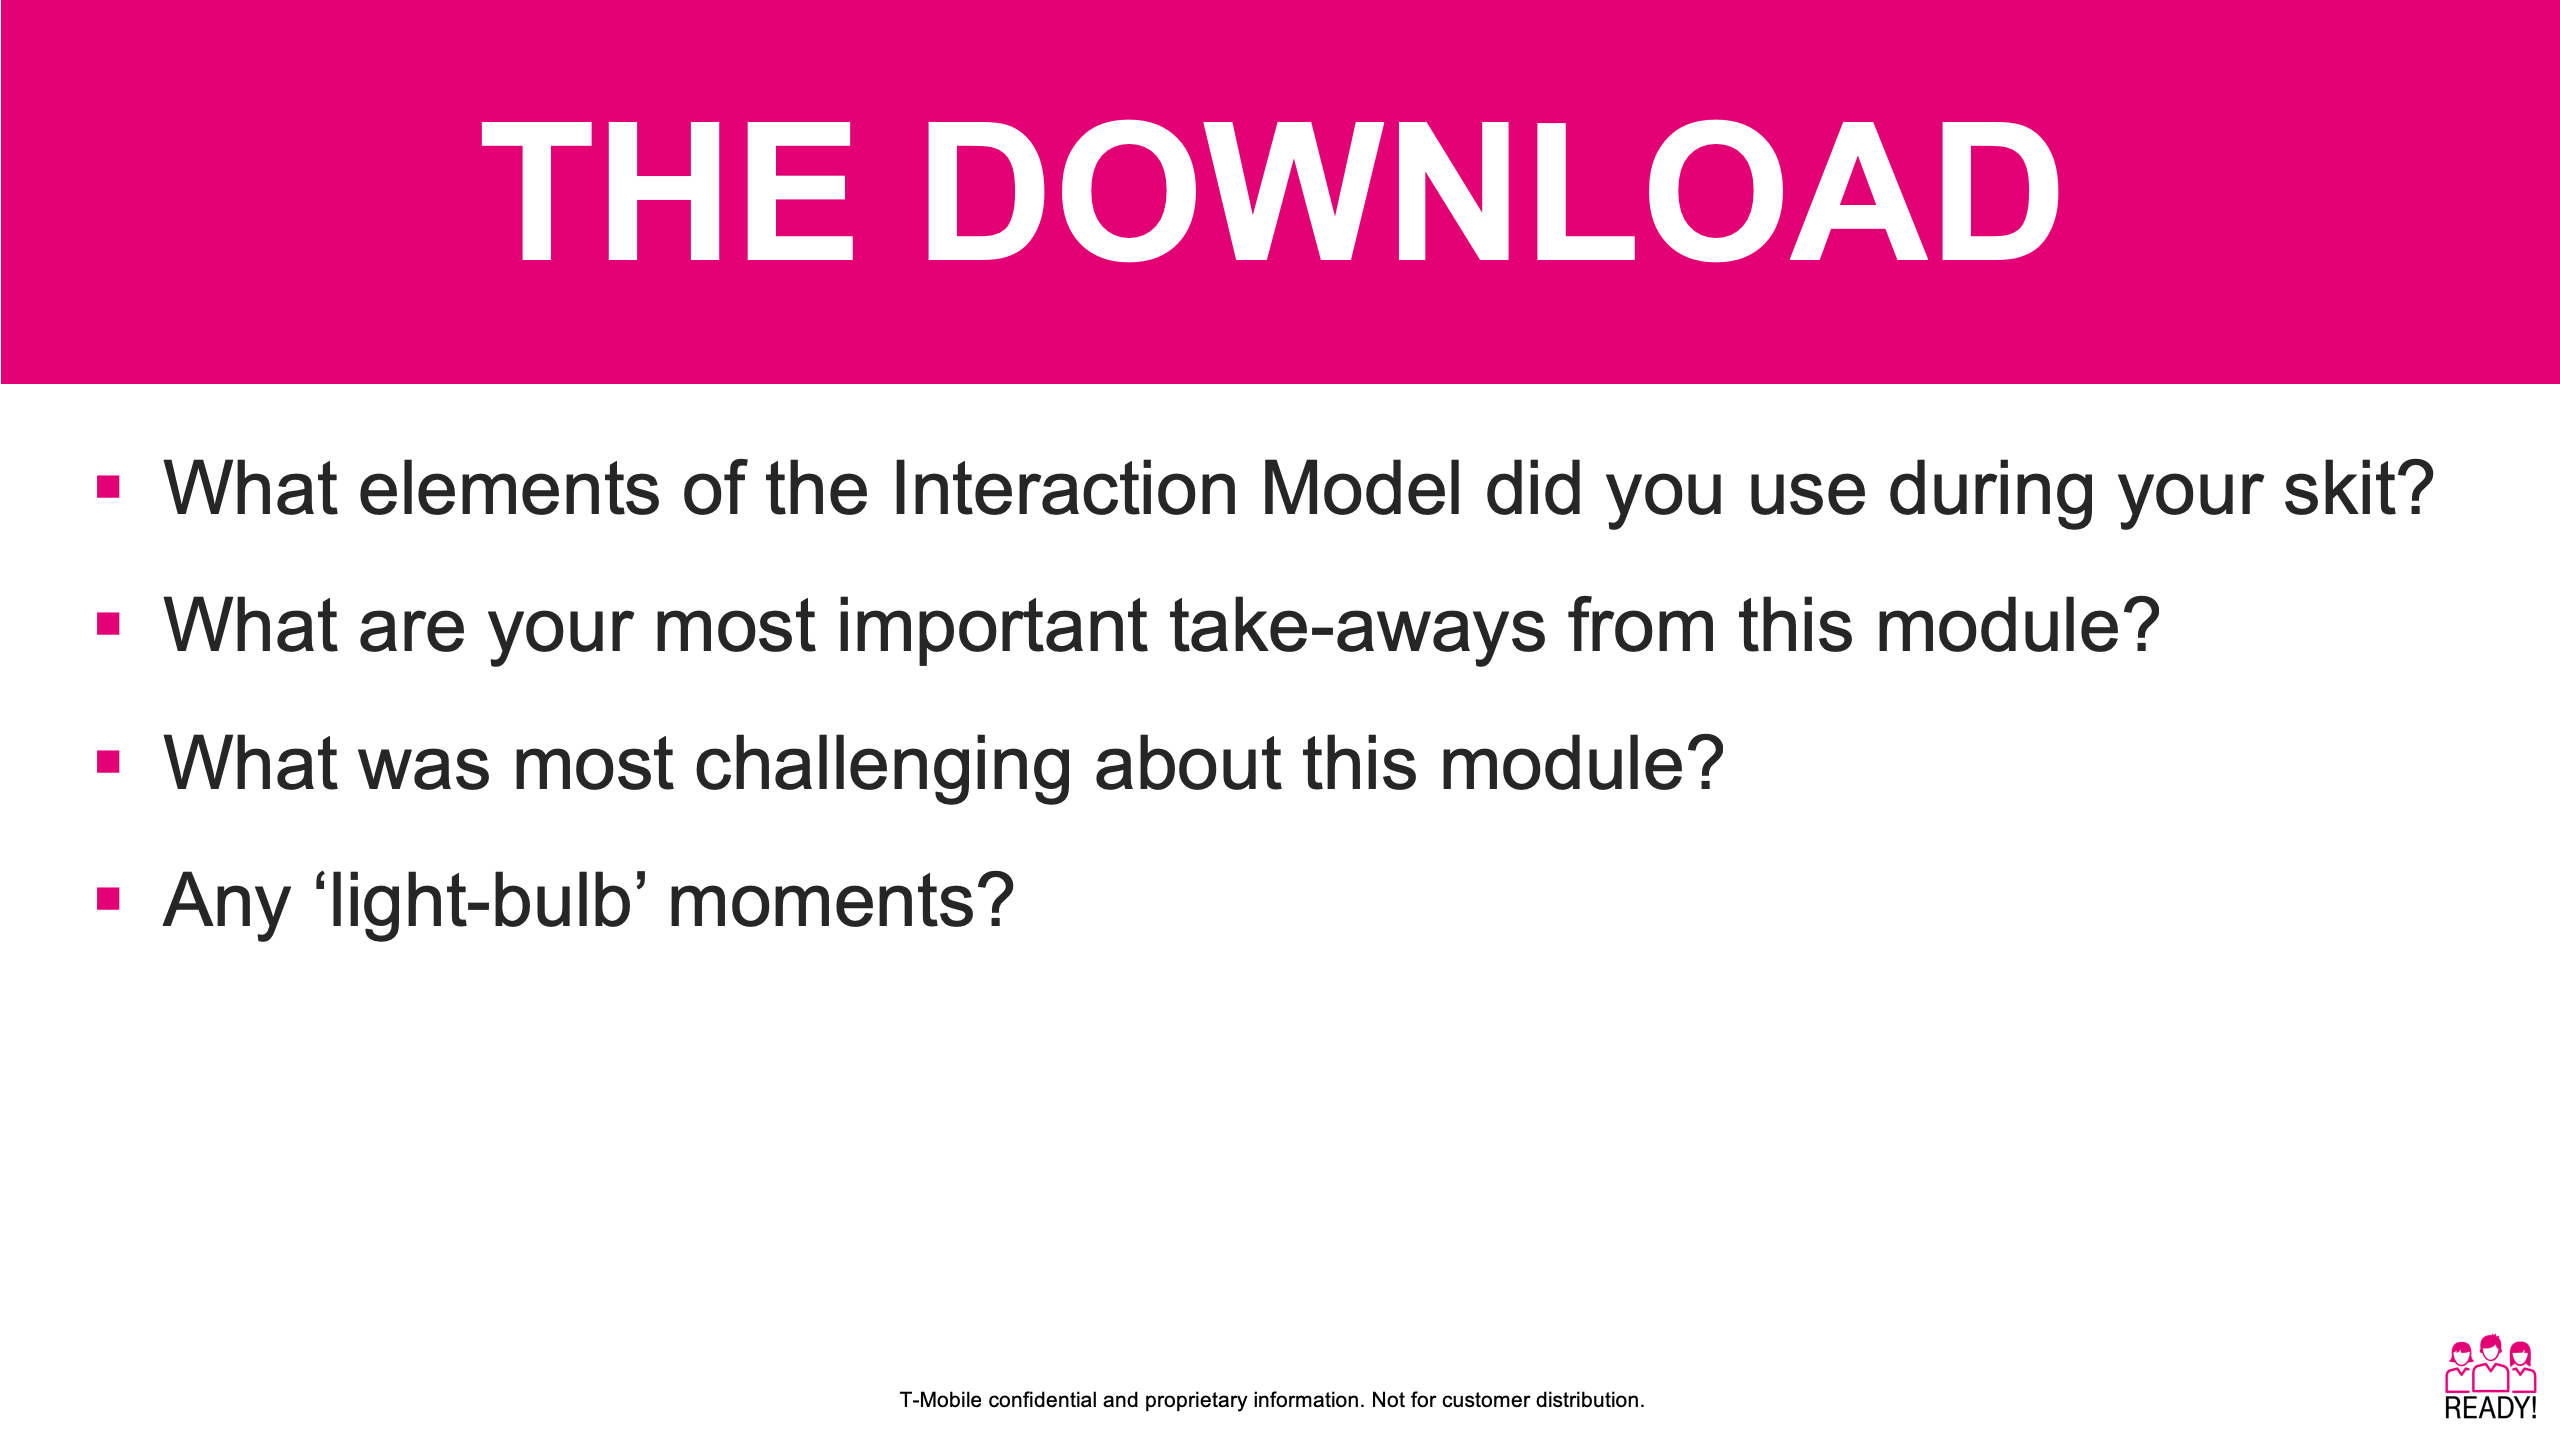 THE DOWNLOAD
What elements of the Interaction Model did you use during your skit?
What are your most important take-aways from this module?
What was most challenging about this module?
Any ‘light-bulb’ moments?
T-Mobile confidential and proprietary information. Not for customer distribution.
READY!